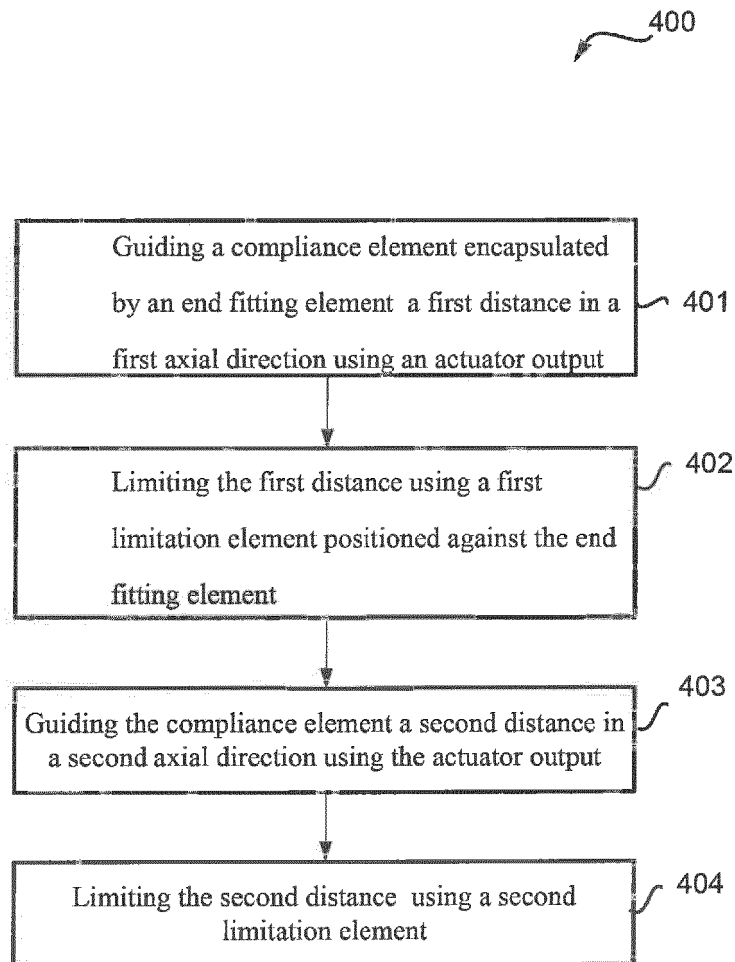 400
Guiding a compliance element encapsulated
by an end fitting element a first distance in a
first axial direction using an actuator output
401
Limiting the first distance using a first
limitation element positioned against the end
fitting element
402
Guiding the compliance element a second distance in
a second axial direction using the actuator output
403
Limiting the second distance using a second
limitation element
404